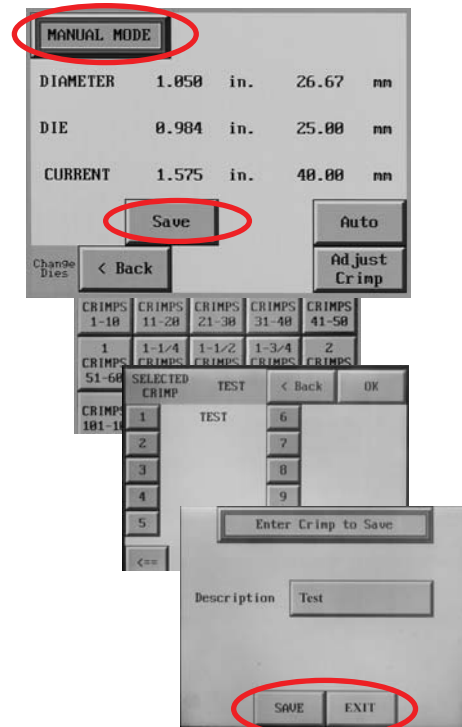 MANUAL MODE
DIAMETER 1.050 in. 26.67 mm
DIE 0.984 in. 25.00 mm
CURRENT 1.575 in. 40.00 mm
Save
Auto
Change
Dies
< Back
Adjust
Crimp
CRIMPS CRIMPS CRIMPS CRIMPS CRIMPS
1-10 11-20 21-30 31-40 41-50
1 1-1/4 1-1/2 1-3/4 2
CRIMPS CRIMPS CRIMPS CRIMPS CRIMPS
51-60
CRIMPS
SELECTED
CRIMP
TEST
< Back
OK
1 TEST 6
2 7
3 8
4 9
5
<==
Enter Crimp to Save
Description Test
SAVE EXIT